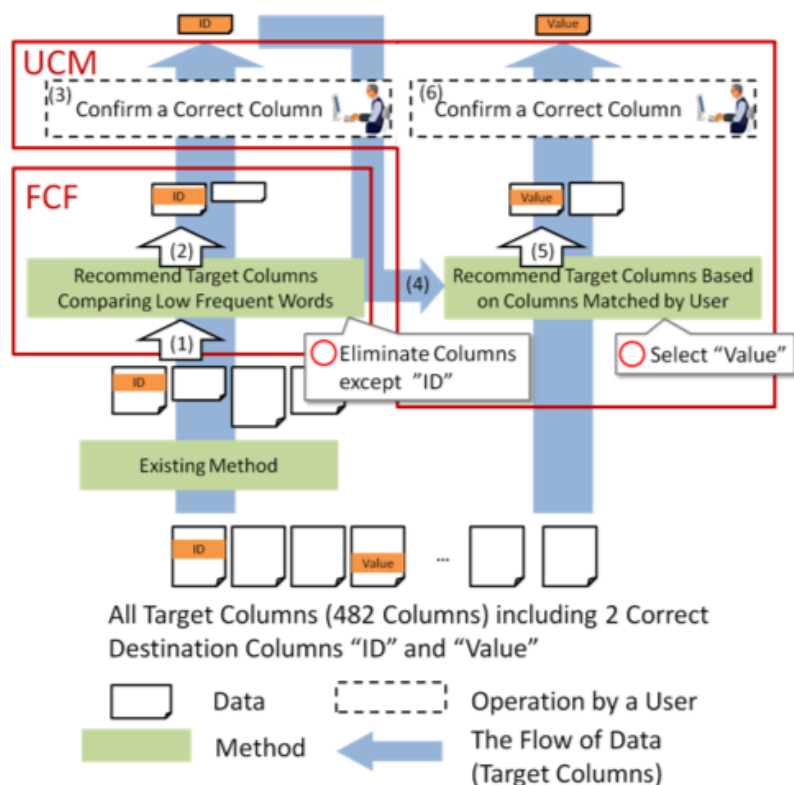 ID
Value
UCM
(3)
Confirm a Correct Column
(6)
Confirm a Correct Column
FCF
ID
Value
(2)
(5)
Recommend Target Columns
Comparing Low Frequent Words
(4)
Recommend Target Columns Based
on Columns Matched by User
(1)
Eliminate Columns
except "ID"
Select "Value"
ID
Existing Method
ID
Value
...
All Target Columns (482 Columns) including 2 Correct
Destination Columns “ID” and “Value”
Data
Operation by a User
Method
The Flow of Data
(Target Columns)